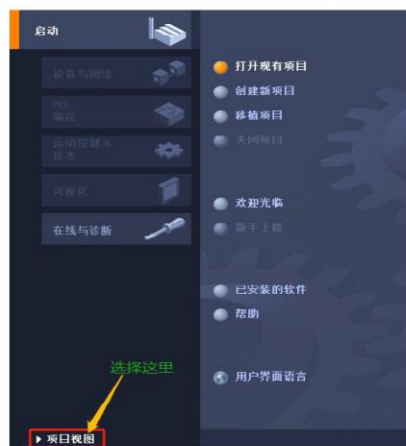 启动
设备与网络
PLC
编程
运动控制 &
技术
可视化
在线与诊断
打开现有项目
创建新项目
移植项目
关闭项目
欢迎光临
新手上路
已安装的软件
帮助
用户界面语言
选择这里
项目视图